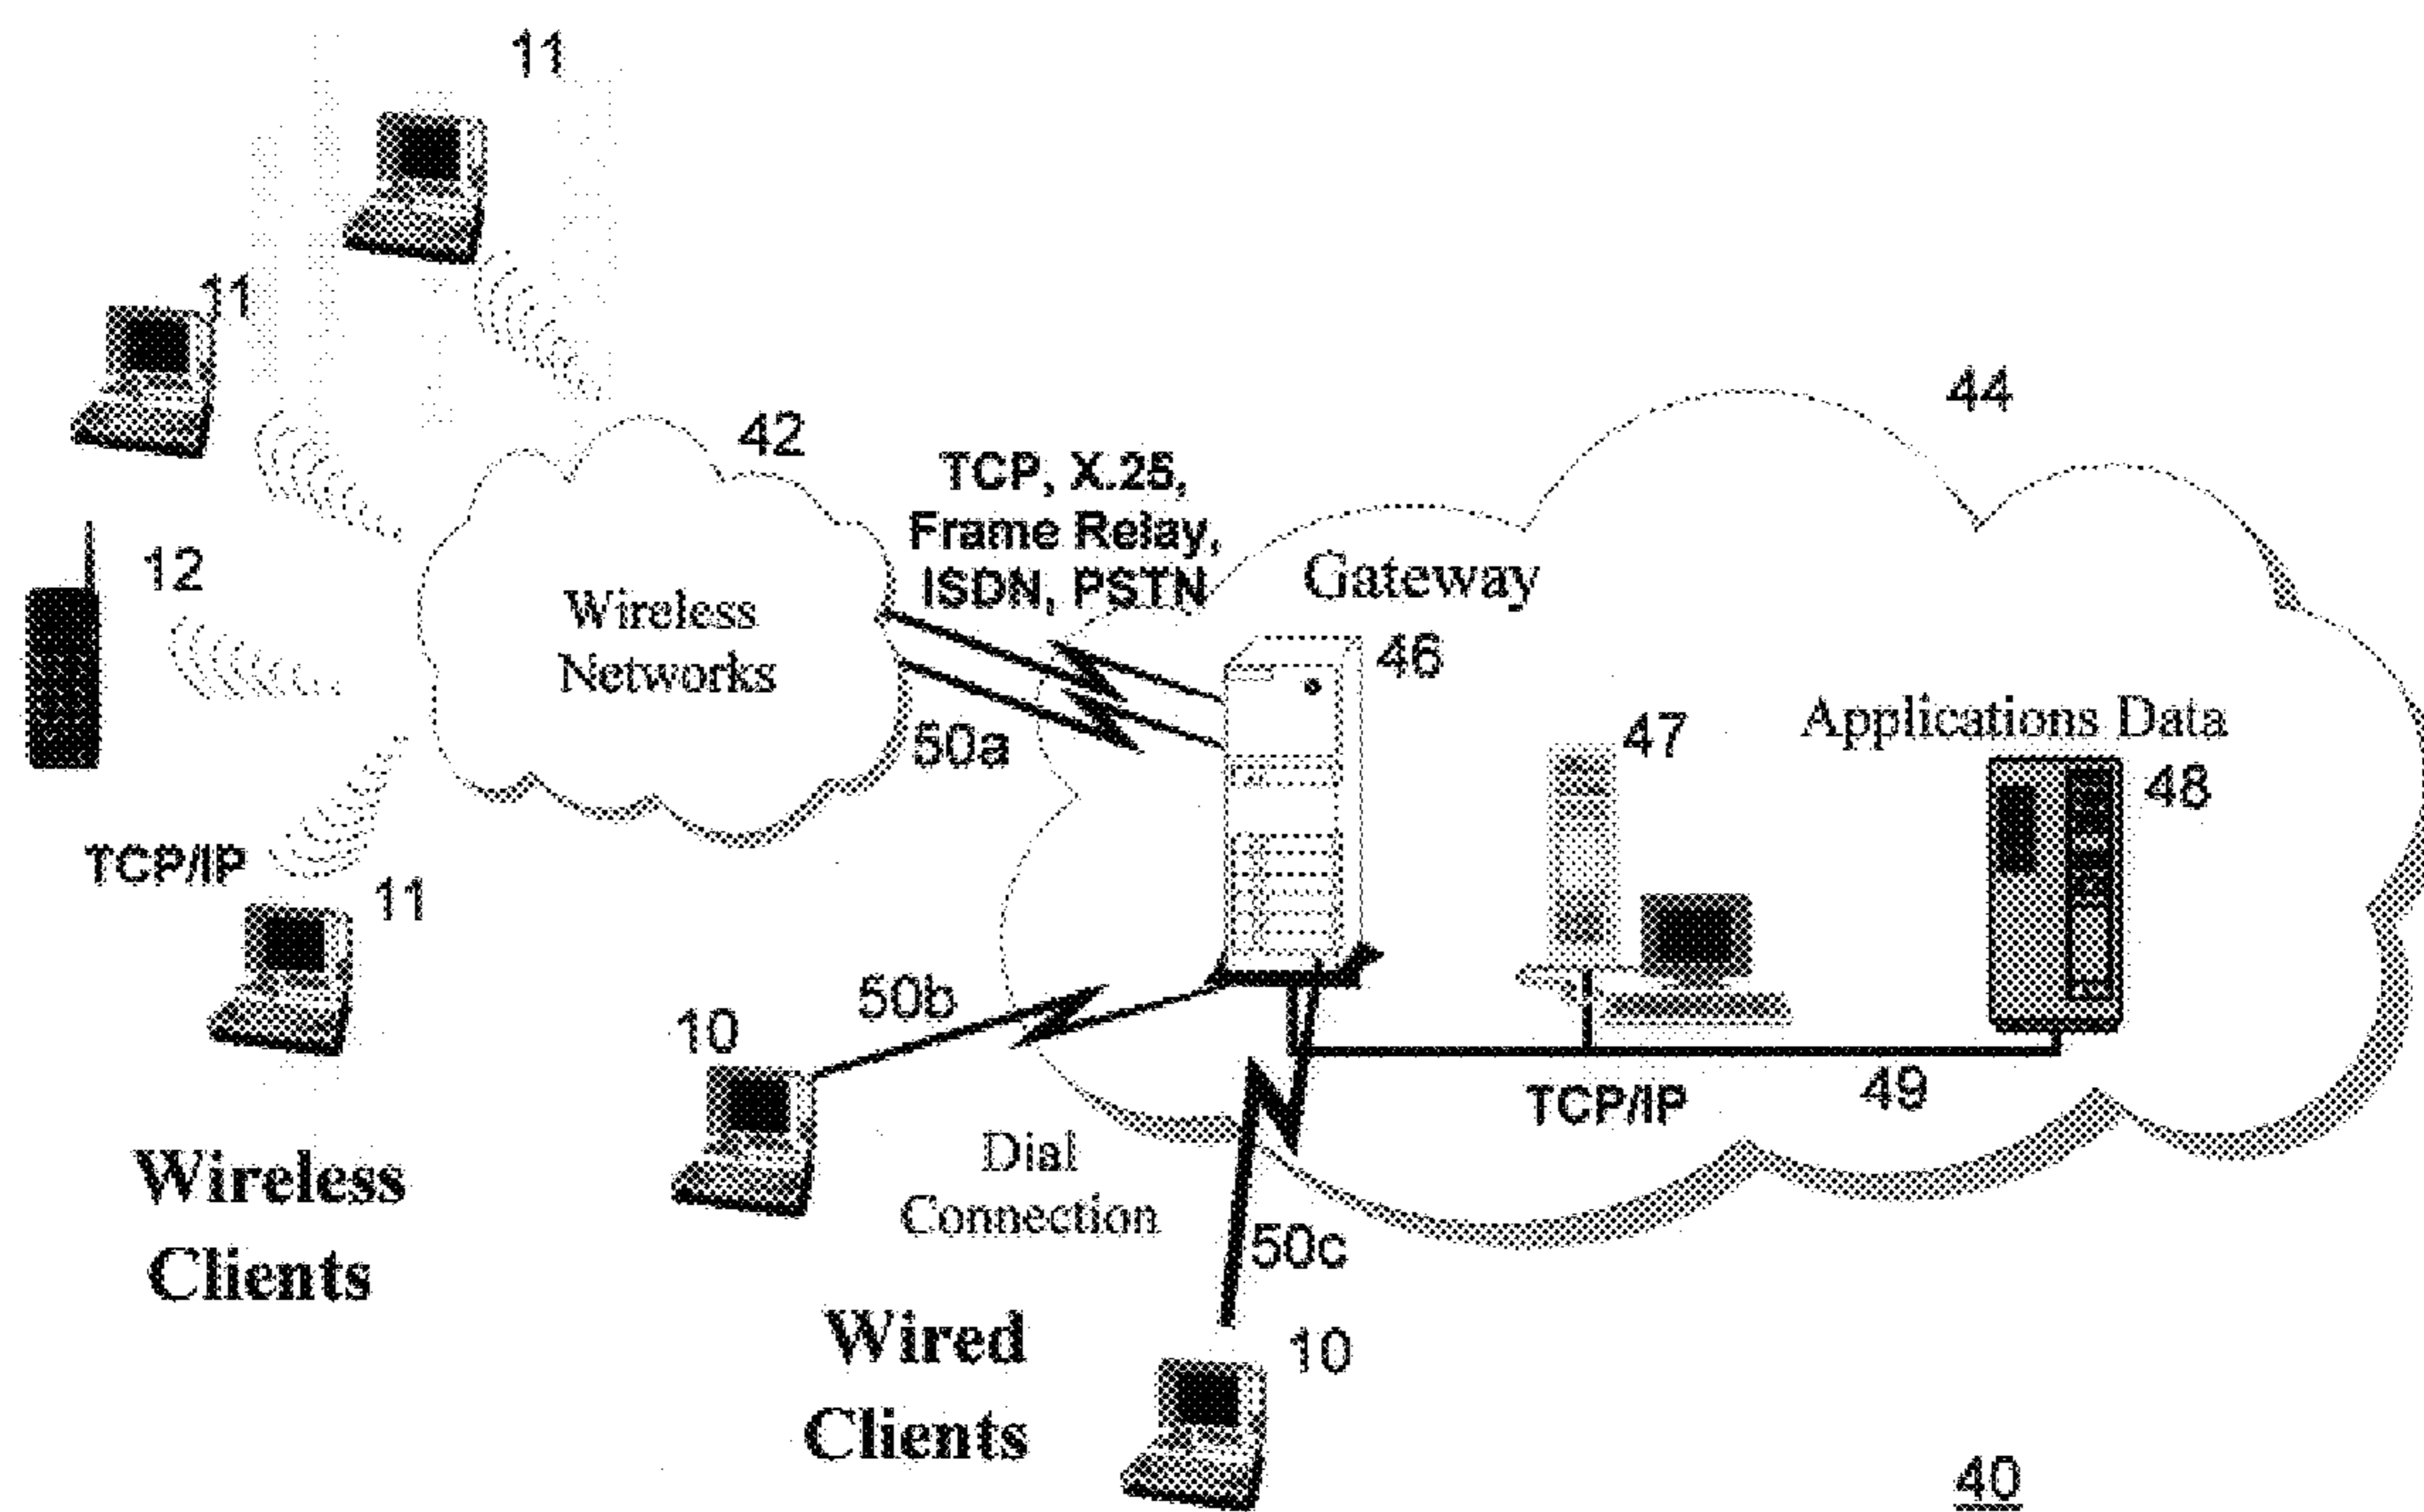 11
11
44
42
TCP, X.25,
Frame Relay,
ISDN, PSTN
12
Gateway
Wireless
Networks
46
50a
47
Applications Data
48
TCP/IP
11
50b
10
TCP/IP
49
Dial
Connection
Wireless
Clients
50c
Wired
Clients
10
40